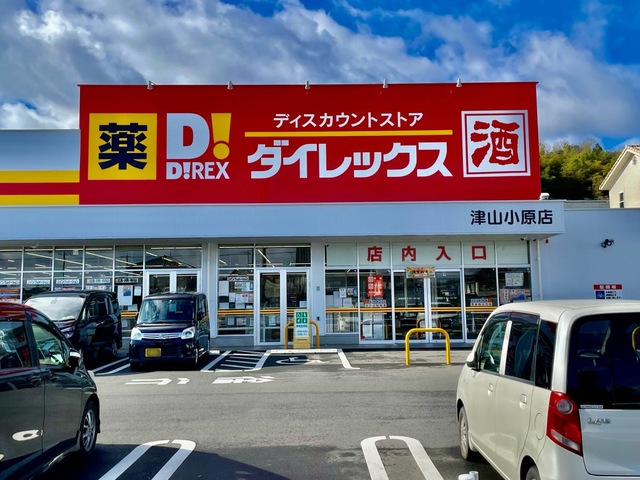 薬
D!
D!REX
ディスカウントストア
ダイレックス
酒
津山小原店
店内入口